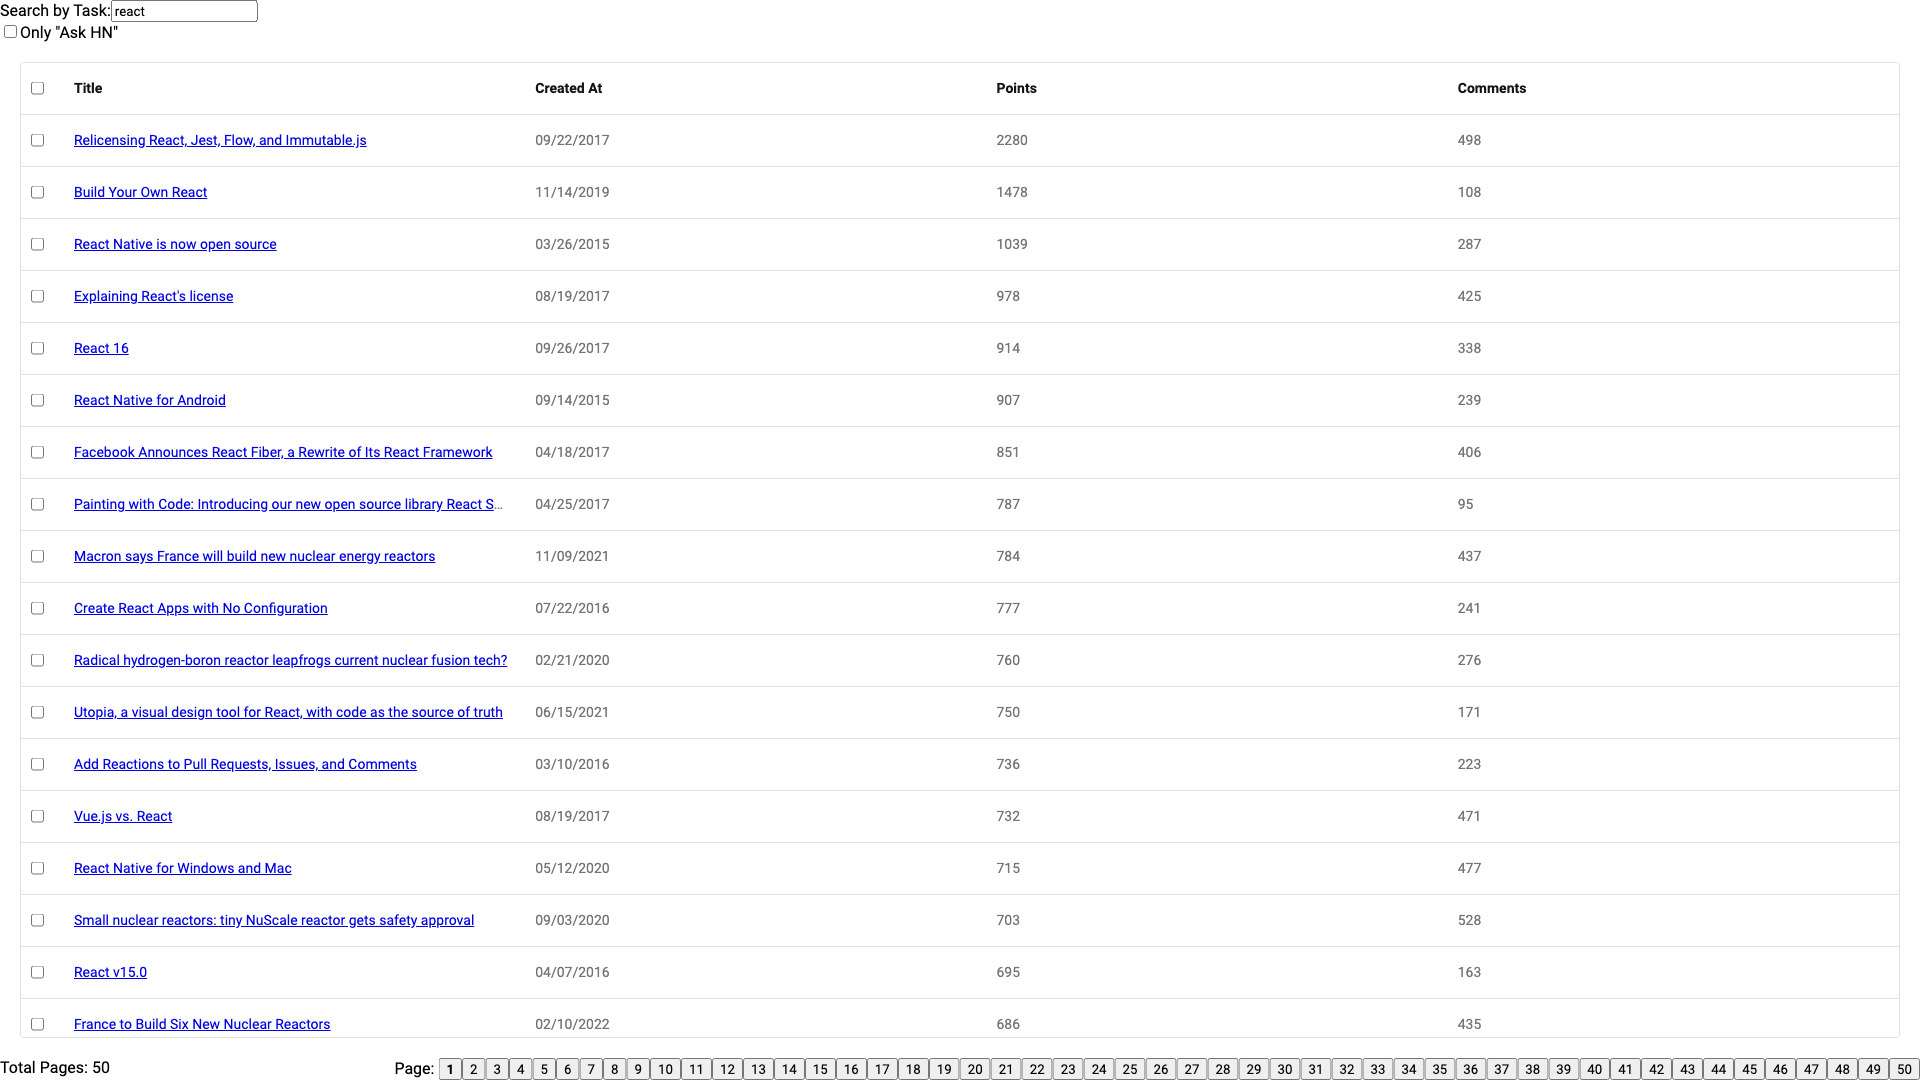 Search by Task: react
Only "Ask HN"
Title Created At Points Comments
Relicensing React, Jest, Flow, and Immutable.js 09/22/2017 2280 498
Build Your Own React 11/14/2019 1478 108
React Native is now open source 03/26/2015 1039 287
Explaining React's license 08/19/2017 978 425
React 16 09/26/2017 914 338
React Native for Android 09/14/2015 907 239
Facebook Announces React Fiber, a Rewrite of Its React Framework 04/18/2017 851 406
Painting with Code: Introducing our new open source library React S... 04/25/2017 787 95
Macron says France will build new nuclear energy reactors 11/09/2021 784 437
Create React Apps with No Configuration 07/22/2016 777 241
Radical hydrogen-boron reactor leapfrogs current nuclear fusion tech? 02/21/2020 760 276
Utopia, a visual design tool for React, with code as the source of truth 06/15/2021 750 171
Add Reactions to Pull Requests, Issues, and Comments 03/10/2016 736 223
Vue.js vs. React 08/19/2017 732 471
React Native for Windows and Mac 05/12/2020 715 477
Small nuclear reactors: tiny NuScale reactor gets safety approval 09/03/2020 703 528
React v15.0 04/07/2016 695 163
France to Build Six New Nuclear Reactors 02/10/2022 686 435
Total Pages: 50 Page: 1 2 3 4 5 6 7 8 9 10 11 12 13 14 15 16 17 18 19 20 21 22 23 24 25 26 27 28 29 30 31 32 33 34 35 36 37 38 39 40 41 42 43 44 45 46 47 48 49 50